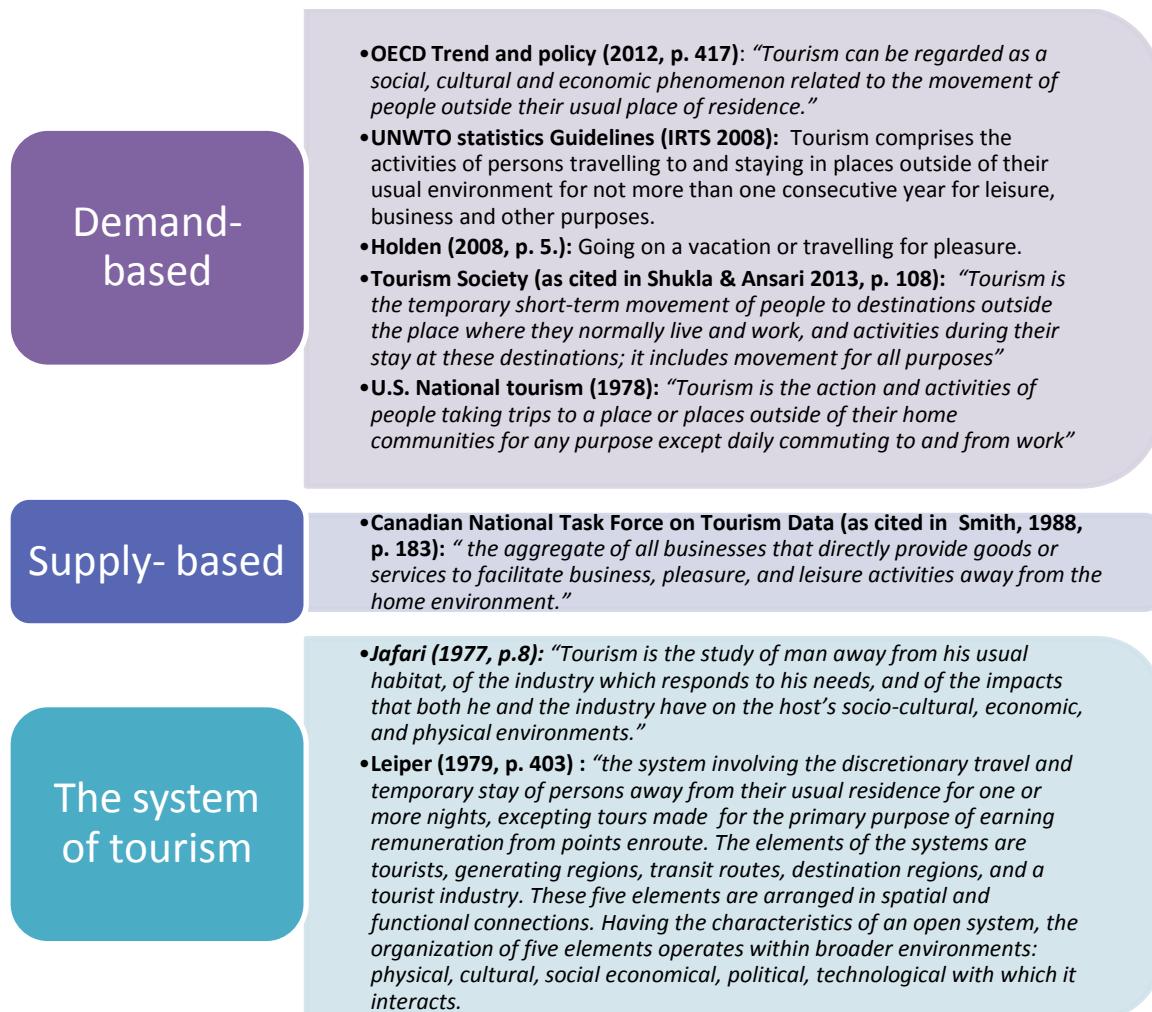 Demand-
based
•OECD Trend and policy (2012, p. 417): “Tourism can be regarded as a
social, cultural and economic phenomenon related to the movement of
people outside their usual place of residence.”
•UNWTO statistics Guidelines (IRTS 2008): Tourism comprises the
activities of persons travelling to and staying in places outside of their
usual environment for not more than one consecutive year for leisure,
business and other purposes.
•Holden (2008, p. 5.): Going on a vacation or travelling for pleasure.
•Tourism Society (as cited in Shukla & Ansari 2013, p. 108): “Tourism is
the temporary short-term movement of people to destinations outside
the place where they normally live and work, and activities during their
stay at these destinations; it includes movement for all purposes”
•U.S. National tourism (1978): “Tourism is the action and activities of
people taking trips to a place or places outside of their home
communities for any purpose except daily commuting to and from work”
Supply- based
•Canadian National Task Force on Tourism Data (as cited in Smith, 1988,
p. 183): “ the aggregate of all businesses that directly provide goods or
services to facilitate business, pleasure, and leisure activities away from the
home environment.”
The system
of tourism
•Jafari (1977, p.8): “Tourism is the study of man away from his usual
habitat, of the industry which responds to his needs, and of the impacts
that both he and the industry have on the host’s socio-cultural, economic,
and physical environments.”
•Leiper (1979, p. 403) : “the system involving the discretionary travel and
temporary stay of persons away from their usual residence for one or
more nights, excepting tours made for the primary purpose of earning
remuneration from points enroute. The elements of the systems are
tourists, generating regions, transit routes, destination regions, and a
tourist industry. These five elements are arranged in spatial and
functional connections. Having the characteristics of an open system, the
organization of five elements operates within broader environments:
physical, cultural, social economical, political, technological with which it
interacts.